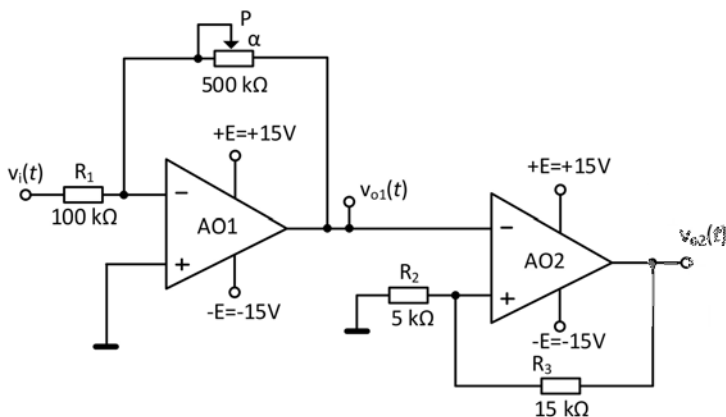 P
α
500 kΩ
+E=+15V
vᵢ(t)
R₁
100 kΩ
−
AO1
+
-E=-15V
vₒ₁(t)
+E=+15V
−
AO2
+
vₒ₂(t)
R₂
5 kΩ
-E=-15V
R₃
15 kΩ